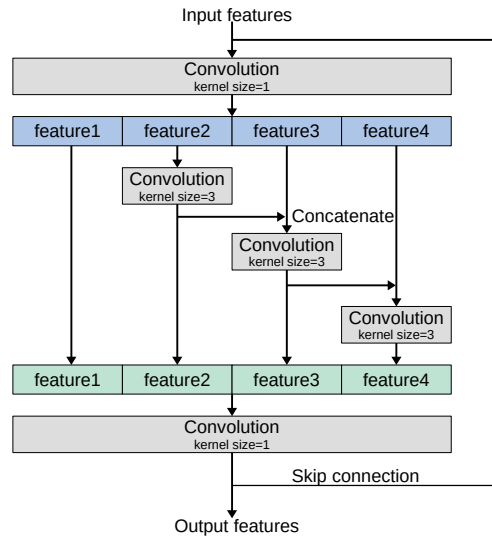 Input features
Convolution
kernel size=1
feature1 feature2 feature3 feature4
Convolution
kernel size=3
Concatenate
Convolution
kernel size=3
Convolution
kernel size=3
feature1 feature2 feature3 feature4
Convolution
kernel size=1
Skip connection
Output features